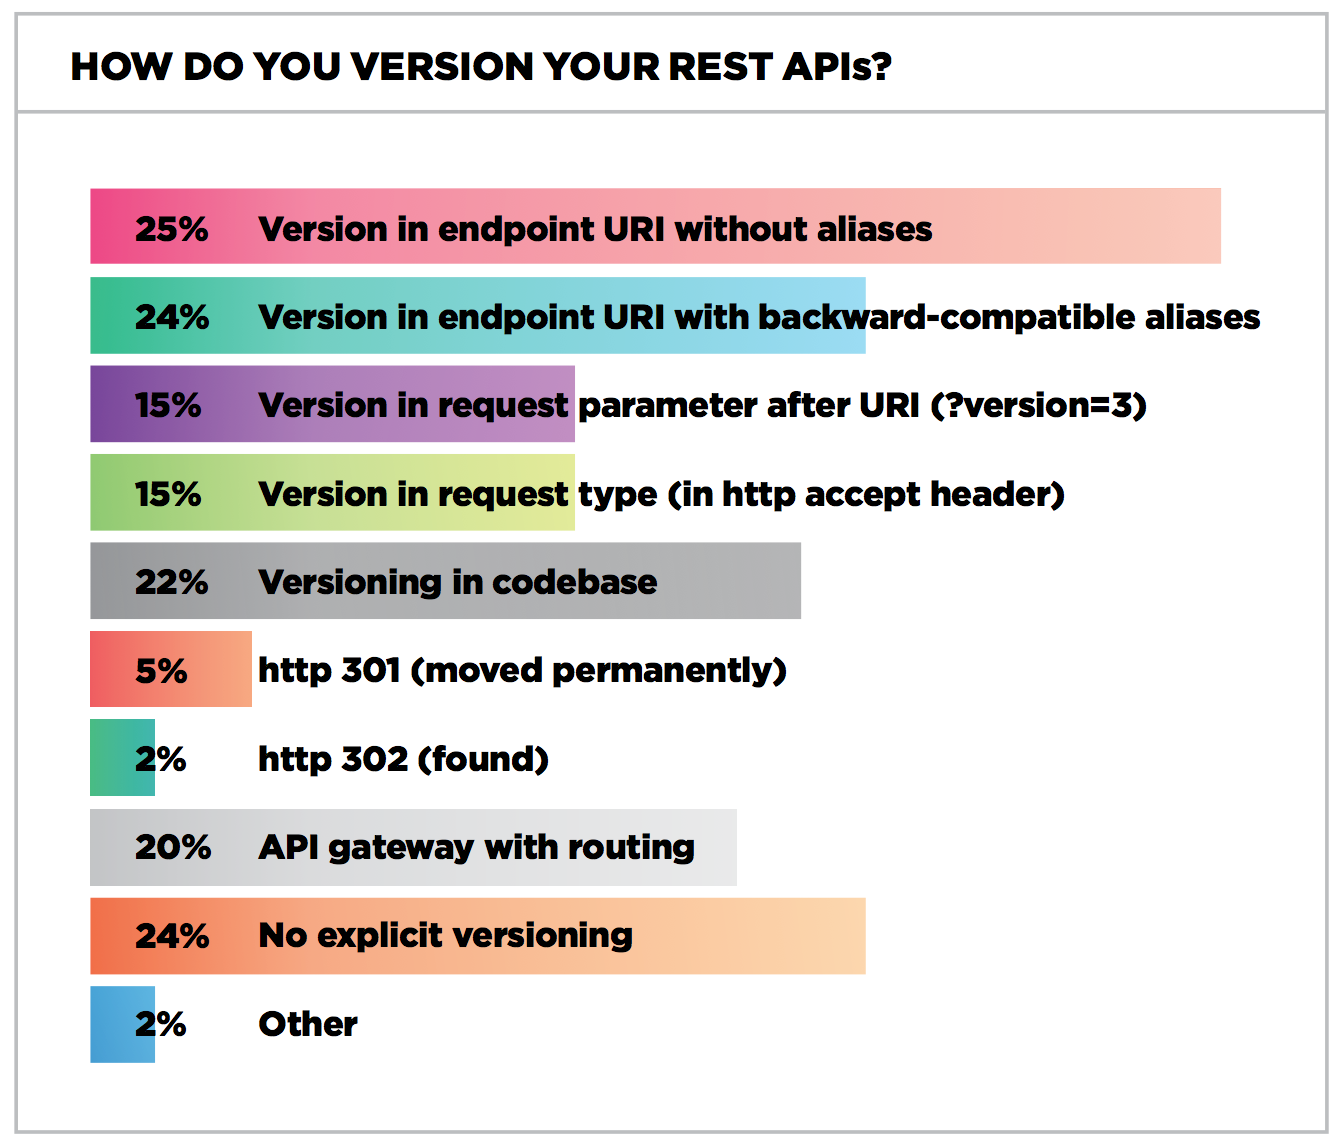 HOW DO YOU VERSION YOUR REST APIs?
25% Version in endpoint URI without aliases
24% Version in endpoint URI with backward-compatible aliases
15% Version in request parameter after URI (?version=3)
15% Version in request type (in http accept header)
22% Versioning in codebase
5% http 301 (moved permanently)
2% http 302 (found)
20% API gateway with routing
24% No explicit versioning
2% Other